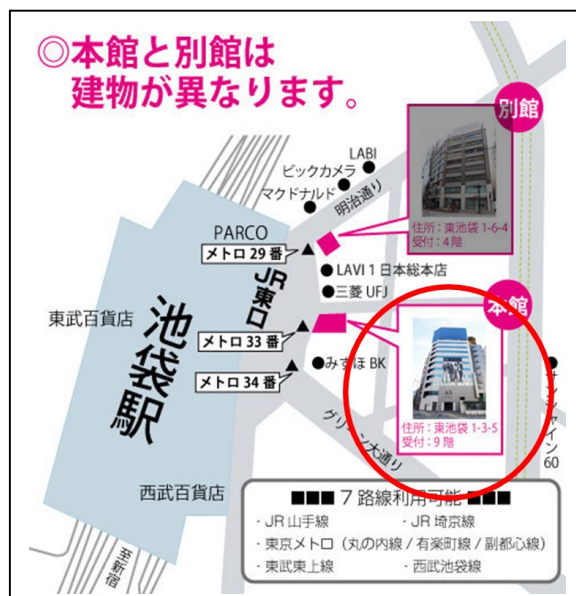 ◎本館と別館は
建物が異なります。
別館
LABI
ビックカメラ
マクドナルド
明治通り
住所：東池袋 1-6-4
受付：4 階
PARCO
メトロ 29 番
LAVI 1 日本総本店
三菱 UFJ
JR東口
本館
東武百貨店
池袋駅
メトロ 33 番
みずほ BK
メトロ 34 番
サンシャイン 60
住所：東池袋 1-3-5
受付：9 階
グリーン大通り
西武百貨店
至新宿
■■■ 7 路線利用可能 ■■■
・JR 山手線
・JR 埼京線
・東京メトロ（丸の内線 / 有楽町線 / 副都心線）
・東武東上線
・西武池袋線